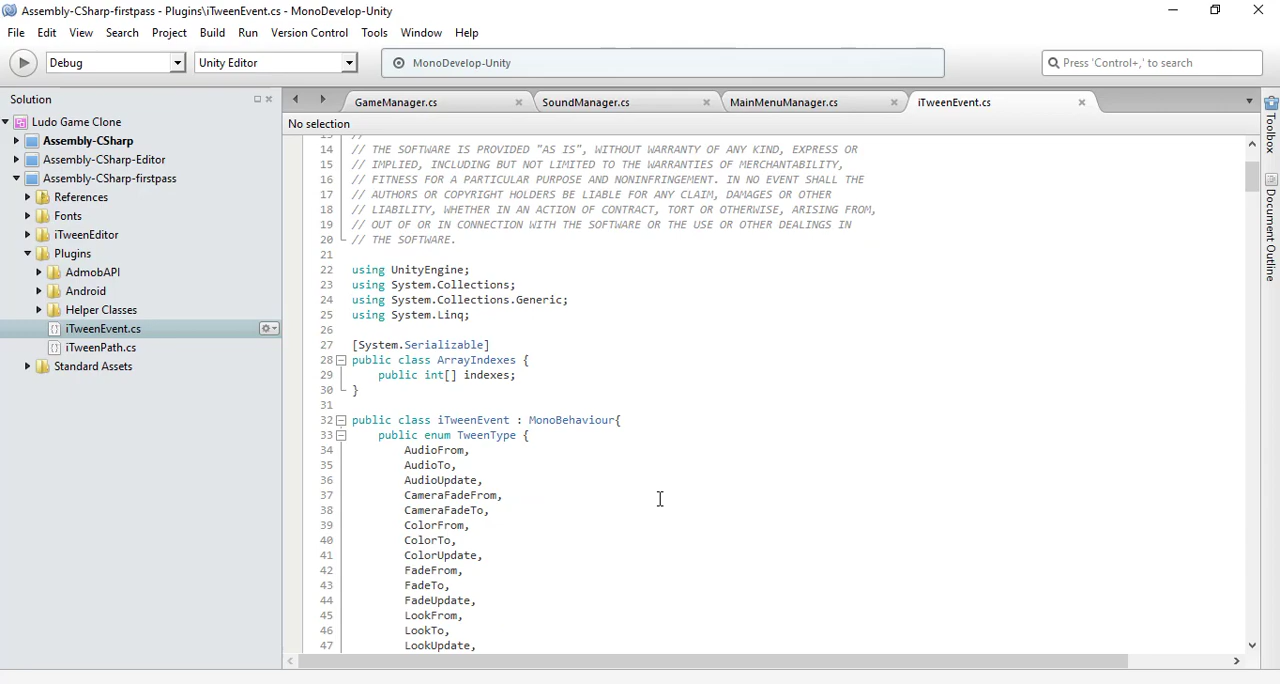 Assembly-CSharp-firstpass - Plugins\iTweenEvent.cs - MonoDevelop-Unity
File Edit View Search Project Build Run Version Control Tools Window Help
Debug Unity Editor MonoDevelop-Unity Press 'Control+,' to search
Solution
Ludo Game Clone
Assembly-CSharp
Assembly-CSharp-Editor
Assembly-CSharp-firstpass
References
Fonts
iTweenEditor
Plugins
AdmobAPI
Android
Helper Classes
iTweenEvent.cs
iTweenPath.cs
Standard Assets
GameManager.cs SoundManager.cs MainMenuManager.cs iTweenEvent.cs
No selection
13 //
14 // THE SOFTWARE IS PROVIDED "AS IS", WITHOUT WARRANTY OF ANY KIND, EXPRESS OR
15 // IMPLIED, INCLUDING BUT NOT LIMITED TO THE WARRANTIES OF MERCHANTABILITY,
16 // FITNESS FOR A PARTICULAR PURPOSE AND NONINFRINGEMENT. IN NO EVENT SHALL THE
17 // AUTHORS OR COPYRIGHT HOLDERS BE LIABLE FOR ANY CLAIM, DAMAGES OR OTHER
18 // LIABILITY, WHETHER IN AN ACTION OF CONTRACT, TORT OR OTHERWISE, ARISING FROM,
19 // OUT OF OR IN CONNECTION WITH THE SOFTWARE OR THE USE OR OTHER DEALINGS IN
20 // THE SOFTWARE.
21
22 using UnityEngine;
23 using System.Collections;
24 using System.Collections.Generic;
25 using System.Linq;
26
27 [System.Serializable]
28 public class ArrayIndexes {
29 public int[] indexes;
30 }
31
32 public class iTweenEvent : MonoBehaviour{
33 public enum TweenType {
34 AudioFrom,
35 AudioTo,
36 AudioUpdate,
37 CameraFadeFrom,
38 CameraFadeTo,
39 ColorFrom,
40 ColorTo,
41 ColorUpdate,
42 FadeFrom,
43 FadeTo,
44 FadeUpdate,
45 LookFrom,
46 LookTo,
47 LookUpdate,
Toolbox
Document Outline